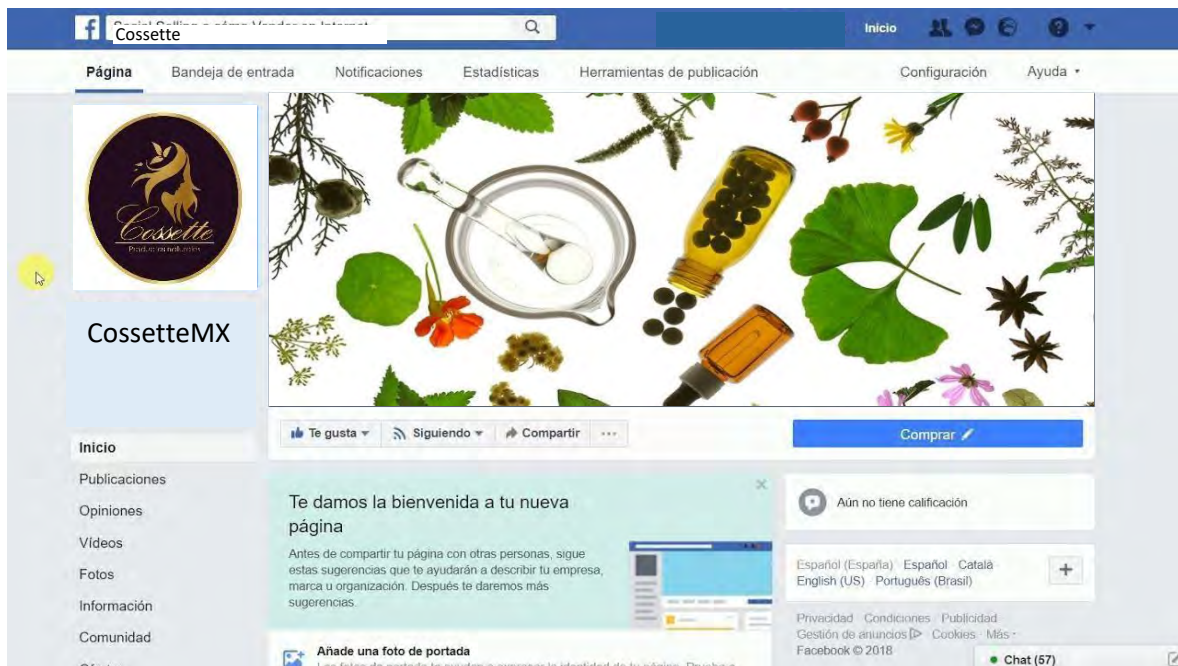 Cossette
Inicio
Página Bandeja de entrada Notificaciones Estadísticas Herramientas de publicación Configuración Ayuda
Cossette
CossetteMX
Te gusta Siguiendo Compartir ...
Comprar
Inicio
Publicaciones
Opiniones
Vídeos
Fotos
Información
Comunidad
Te damos la bienvenida a tu nueva
página
Antes de compartir tu página con otras personas, sigue
estas sugerencias que te ayudarán a describir tu empresa,
marca u organización. Después te daremos más
sugerencias.
Añade una foto de portada
Aún no tiene calificación
Español (España) · Español · Català
English (US) · Português (Brasil)
Privacidad · Condiciones · Publicidad ·
Gestión de anuncios · Cookies · Más
Facebook © 2018
Chat (57)